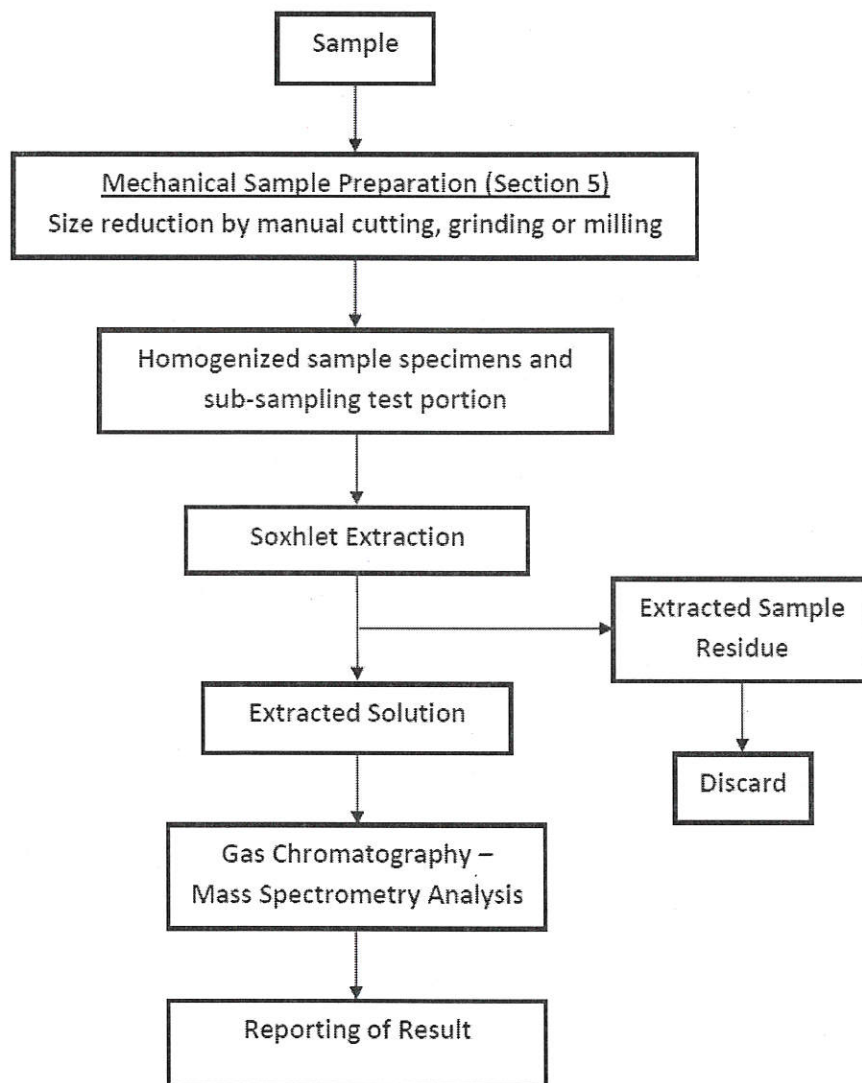 Sample
Mechanical Sample Preparation (Section 5)
Size reduction by manual cutting, grinding or milling
Homogenized sample specimens and
sub-sampling test portion
Soxhlet Extraction
Extracted Sample
Residue
Extracted Solution
Discard
Gas Chromatography –
Mass Spectrometry Analysis
Reporting of Result